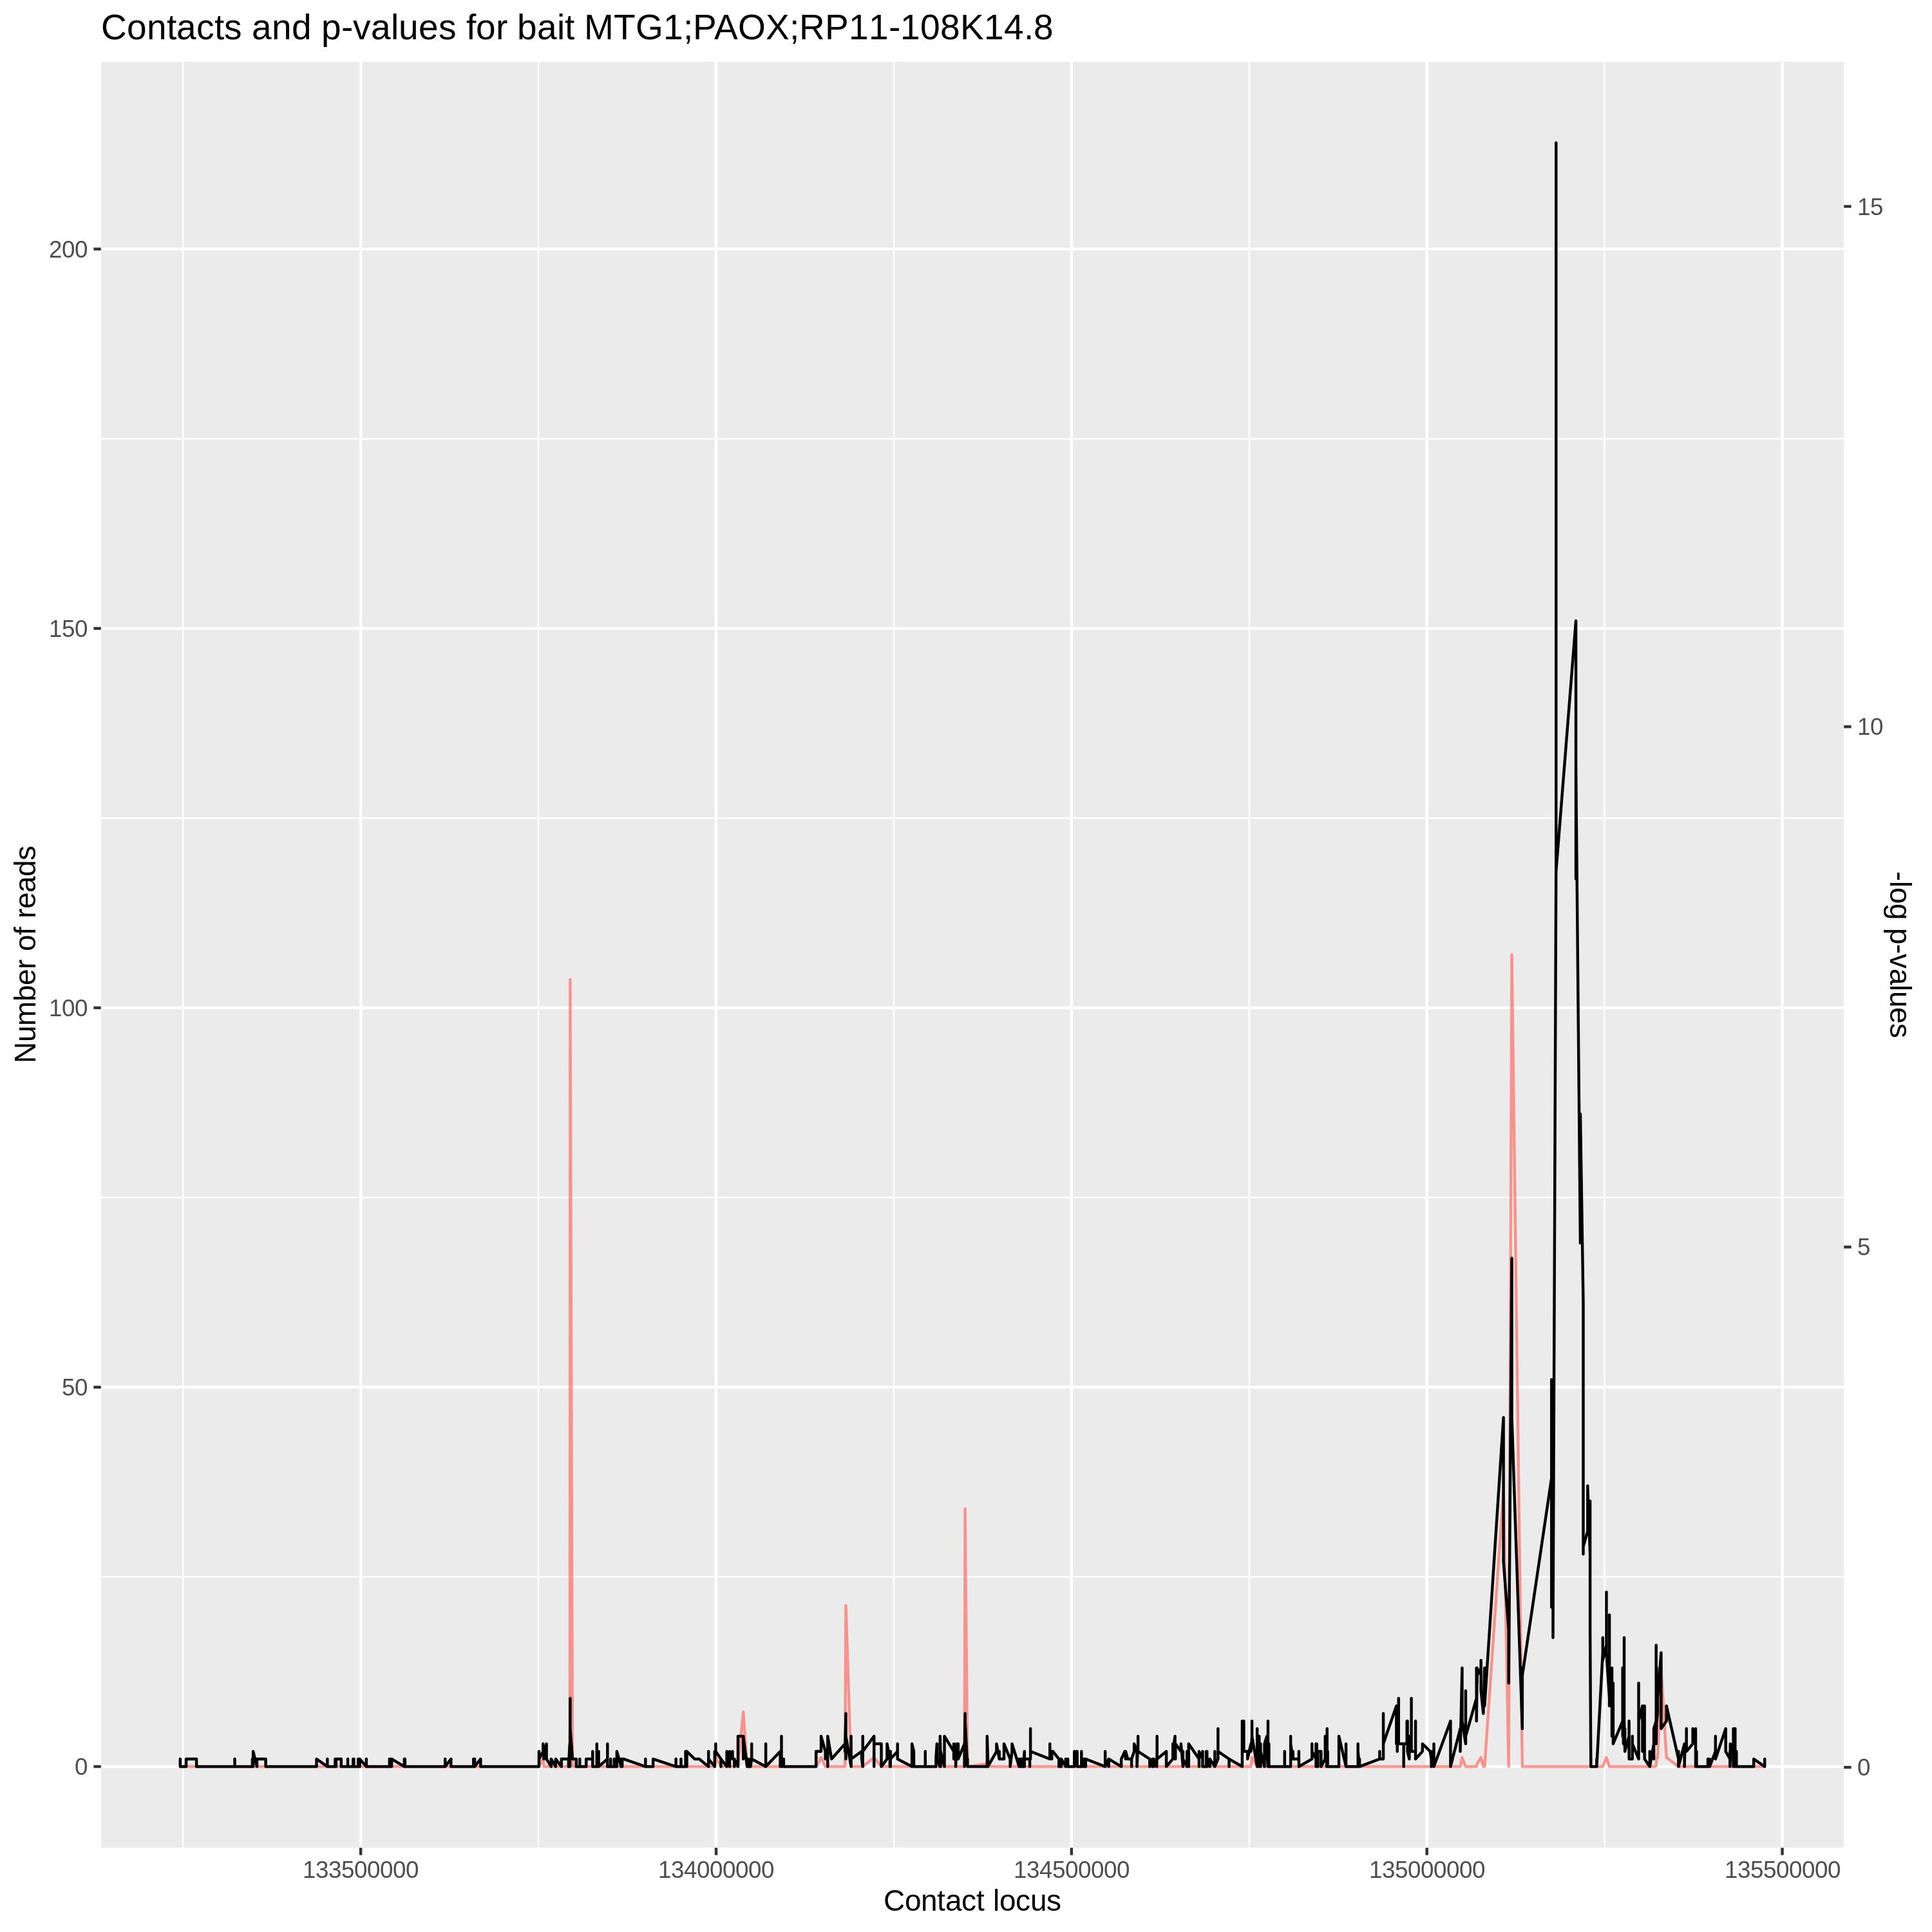 Contacts and p-values for bait MTG1;PAOX;RP11-108K14.8
200
150
100
50
0
Number of reads
15
10
5
0
-log p-values
133500000 134000000 134500000 135000000 135500000
Contact locus